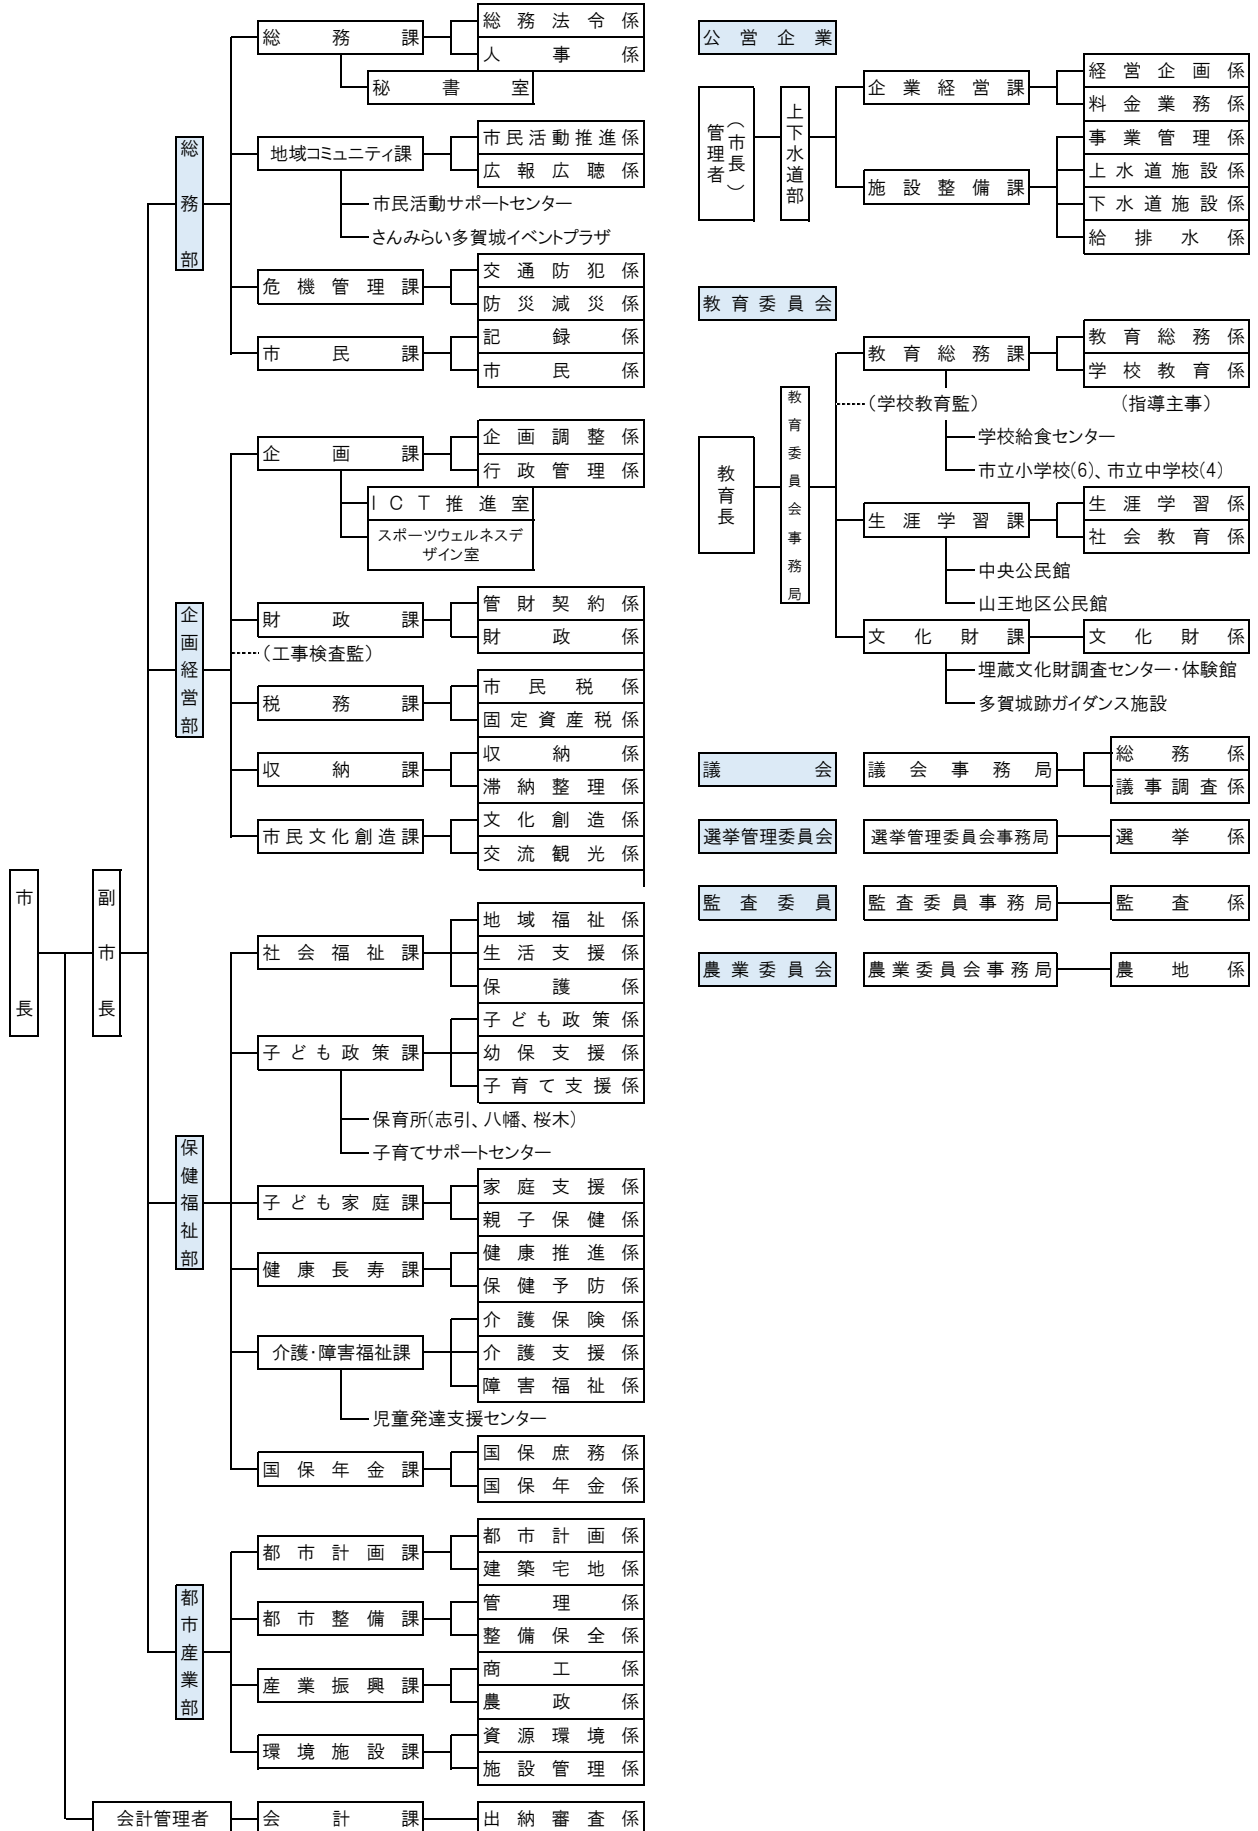 市長
副市長
総務部
総務課
総務法令係
人事係
秘書室
地域コミュニティ課
市民活動推進係
広報広聴係
市民活動サポートセンター
さんみらい多賀城イベントプラザ
危機管理課
交通防犯係
防災減災係
市民課
記録係
市民係
企画経営部
企画課
企画調整係
行政管理係
ICT推進室
スポーツウェルネスデ
ザイン室
財政課
管財契約係
財政係
(工事検査監)
税務課
市民税係
固定資産税係
収納課
収納係
滞納整理係
市民文化創造課
文化創造係
交流観光係
保健福祉部
社会福祉課
地域福祉係
生活支援係
保護係
子ども政策課
子ども政策係
幼保支援係
子育て支援係
保育所(志引、八幡、桜木)
子育てサポートセンター
子ども家庭課
家庭支援係
親子保健係
健康長寿課
健康推進係
保健予防係
介護・障害福祉課
介護保険係
介護支援係
障害福祉係
児童発達支援センター
国保年金課
国保庶務係
国保年金係
都市産業部
都市計画課
都市計画係
建築宅地係
都市整備課
管理係
整備保全係
産業振興課
商工係
農政係
環境施設課
資源環境係
施設管理係
会計管理者
会計課
出納審査係
公営企業
管理者
(市長)
上下水道部
企業経営課
経営企画係
料金業務係
施設整備課
事業管理係
上水道施設係
下水道施設係
給排水係
教育委員会
教育長
教育委員会事務局
教育総務課
教育総務係
学校教育係
(学校教育監)
(指導主事)
学校給食センター
市立小学校(6)、市立中学校(4)
生涯学習課
生涯学習係
社会教育係
中央公民館
山王地区公民館
文化財課
文化財係
埋蔵文化財調査センター・体験館
多賀城跡ガイダンス施設
議会
議会事務局
総務係
議事調査係
選挙管理委員会
選挙管理委員会事務局
選挙係
監査委員
監査委員事務局
監査係
農業委員会
農業委員会事務局
農地係